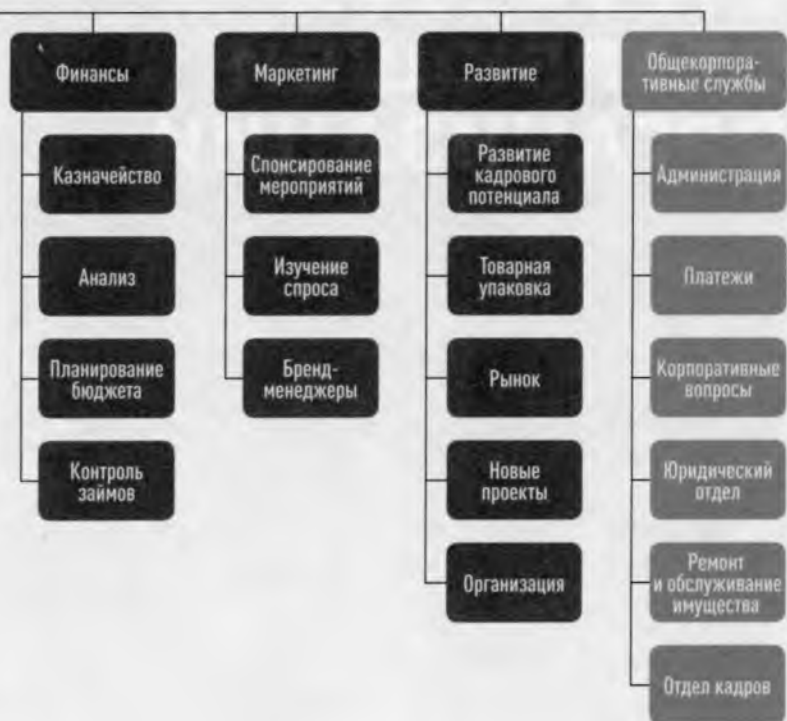 Финансы
Казначейство
Анализ
Планирование
бюджета
Контроль
займов
Маркетинг
Спонсирование
мероприятий
Изучение
спроса
Бренд-
менеджеры
Развитие
Развитие
кадрового
потенциала
Товарная
упаковка
Рынок
Новые
проекты
Организация
Общекорпора-
тивные службы
Администрация
Платежи
Корпоративные
вопросы
Юридический
отдел
Ремонт
и обслуживание
имущества
Отдел кадров